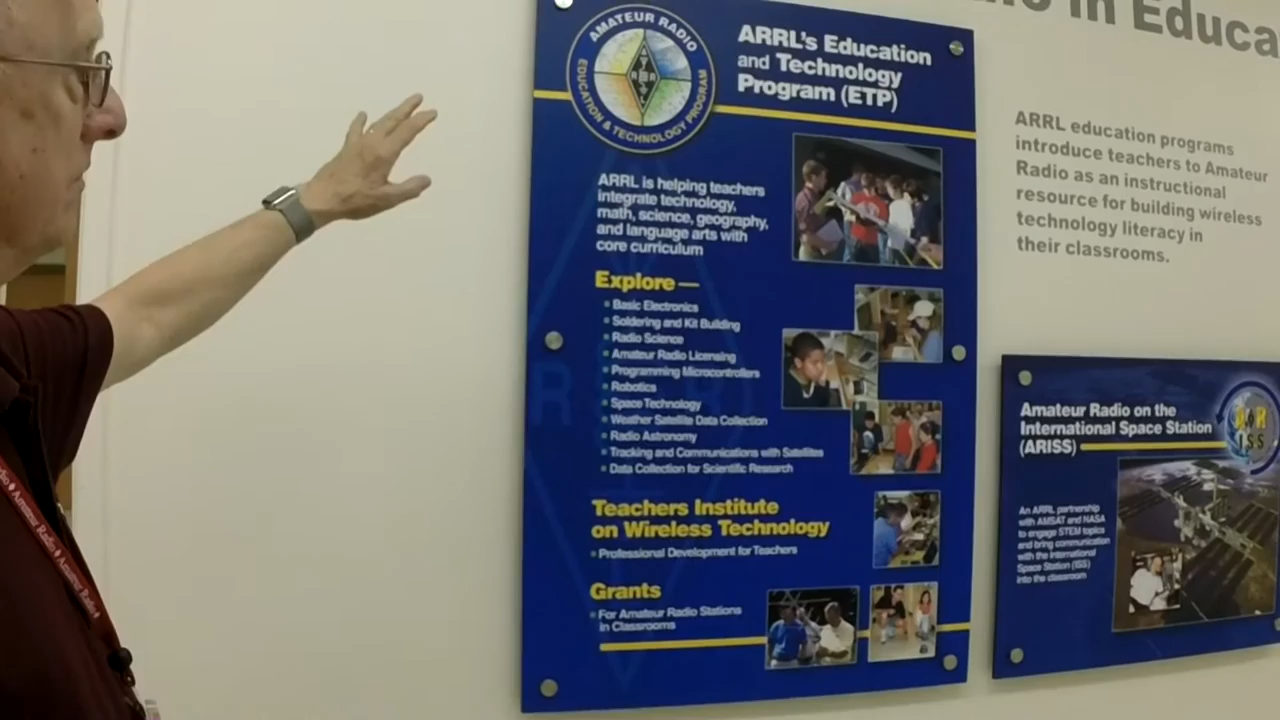 in Educa
AMATEUR RADIO
EDUCATION & TECHNOLOGY PROGRAM
ARRL
ARRL's Education
and Technology
Program (ETP)
ARRL is helping teachers
integrate technology,
math, science, geography,
and language arts with
core curriculum
Explore—
Basic Electronics
Soldering and Kit Building
Radio Science
Amateur Radio Licensing
Programming Microcontrollers
Robotics
Space Technology
Weather Satellite Data Collection
Radio Astronomy
Tracking and Communications with Satellites
Data Collection for Scientific Research
Teachers Institute
on Wireless Technology
Professional Development for Teachers
Grants
For Amateur Radio Stations
in Classrooms
ARRL education programs
introduce teachers to Amateur
Radio as an instructional
resource for building wireless
technology literacy in
their classrooms.
Amateur Radio on the
International Space Station
(ARISS)
An ARRL partnership
with AMSAT and NASA
to engage STEM topics
and bring communication
with the International
Space Station (ISS)
into the classroom
ISS
Amateur Radio
Amateur Radio